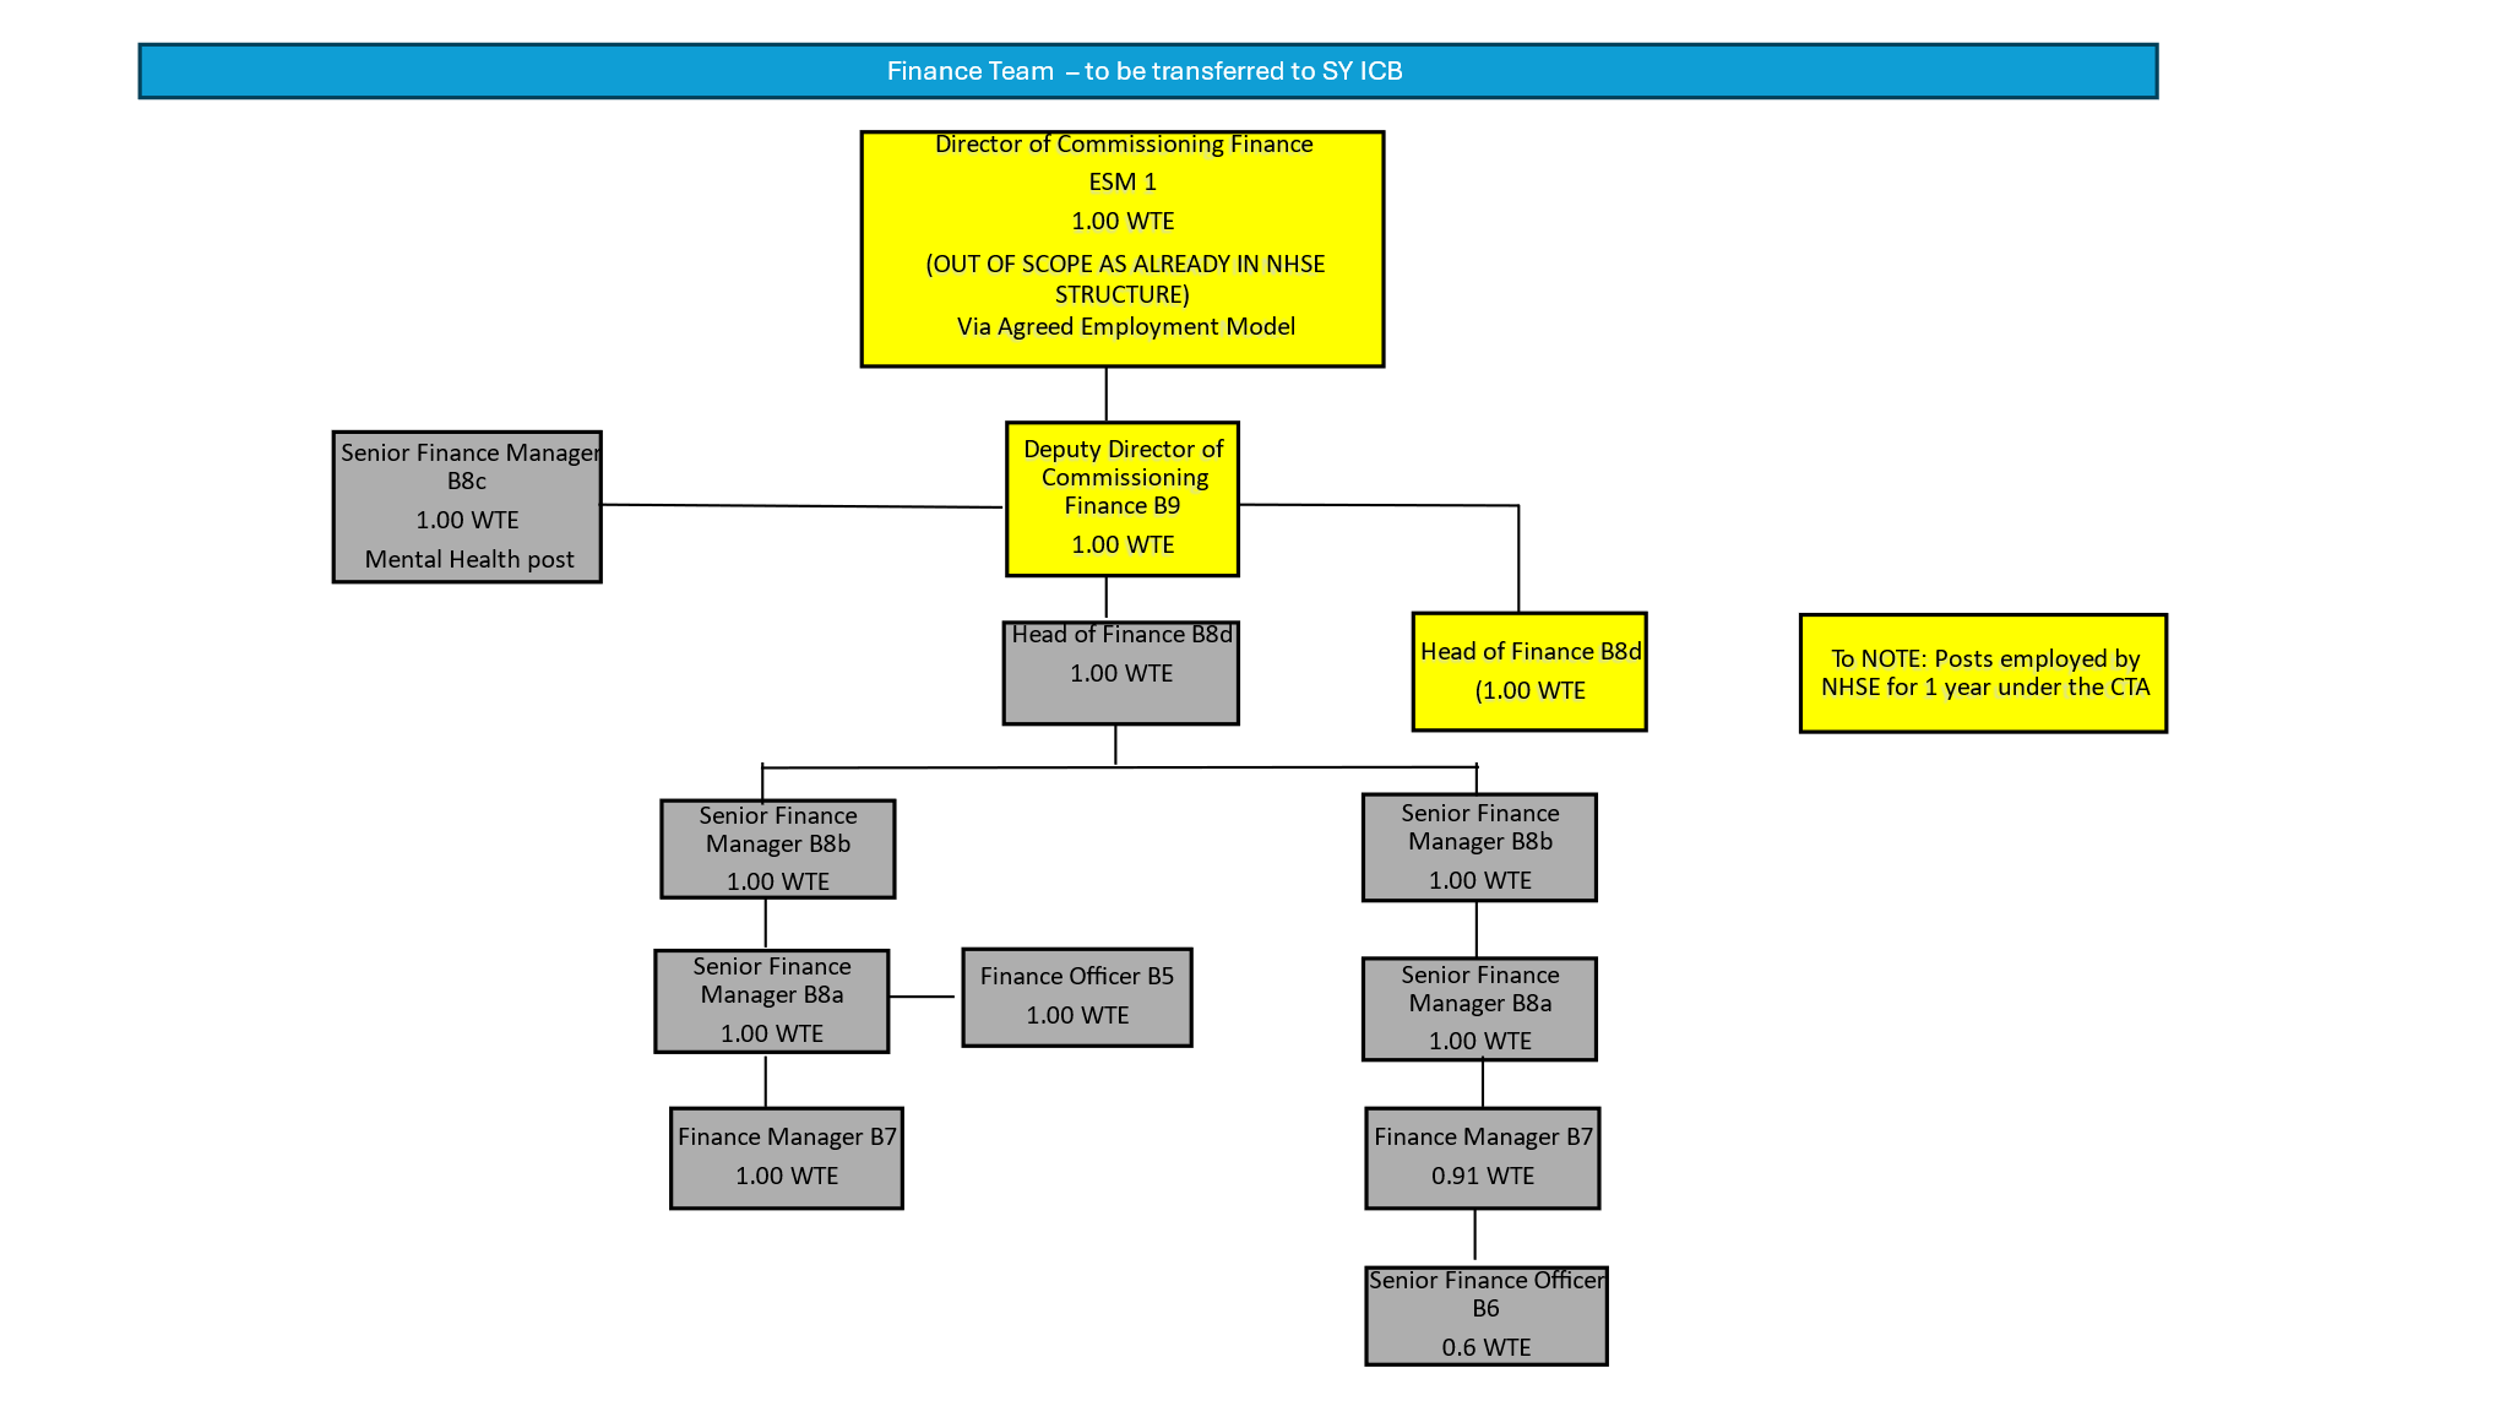 Finance Team – to be transferred to SY ICB
Director of Commissioning Finance
ESM 1
1.00 WTE
(OUT OF SCOPE AS ALREADY IN NHSE
STRUCTURE)
Via Agreed Employment Model
Senior Finance Manager
B8c
1.00 WTE
Mental Health post
Deputy Director of
Commissioning
Finance B9
1.00 WTE
Head of Finance B8d
1.00 WTE
Head of Finance B8d
(1.00 WTE
To NOTE: Posts employed by
NHSE for 1 year under the CTA
Senior Finance
Manager B8b
1.00 WTE
Senior Finance
Manager B8b
1.00 WTE
Senior Finance
Manager B8a
1.00 WTE
Finance Officer B5
1.00 WTE
Senior Finance
Manager B8a
1.00 WTE
Finance Manager B7
1.00 WTE
Finance Manager B7
0.91 WTE
Senior Finance Officer
B6
0.6 WTE